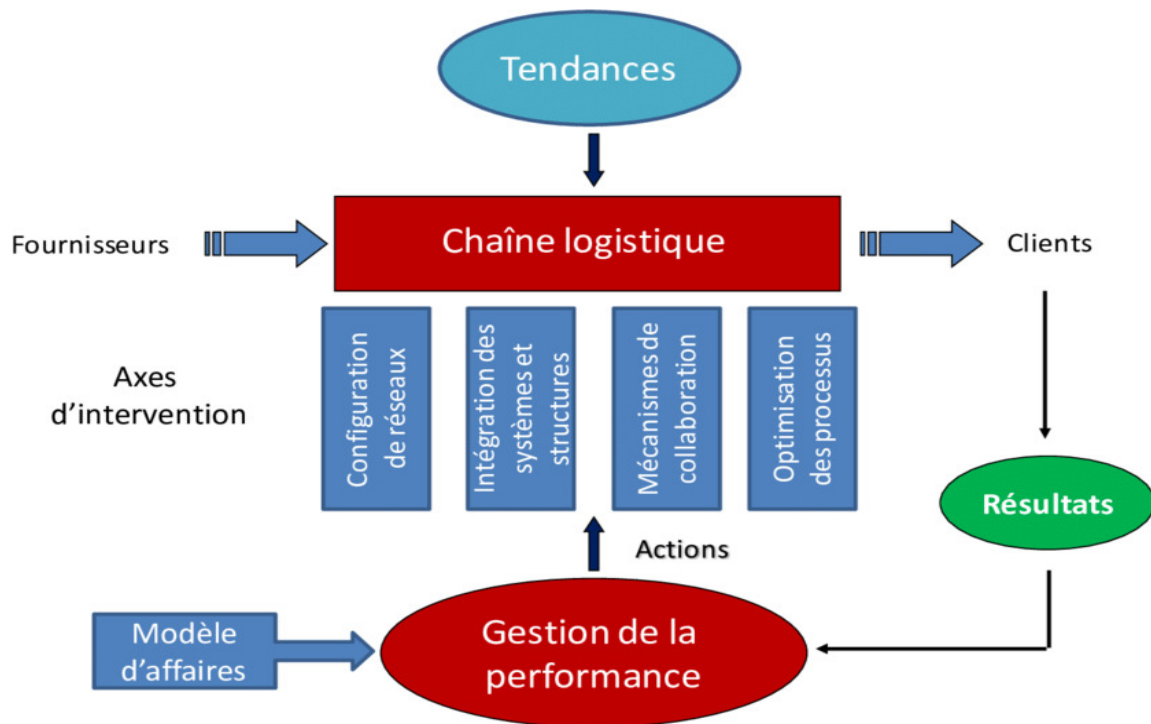 Tendances
Fournisseurs
Chaîne logistique
Clients
Axes
d'intervention
Configuration
de réseaux
Intégration des
systèmes et
structures
Mécanismes de
collaboration
Optimisation
des processus
Résultats
Actions
Modèle
d'affaires
Gestion de la
performance